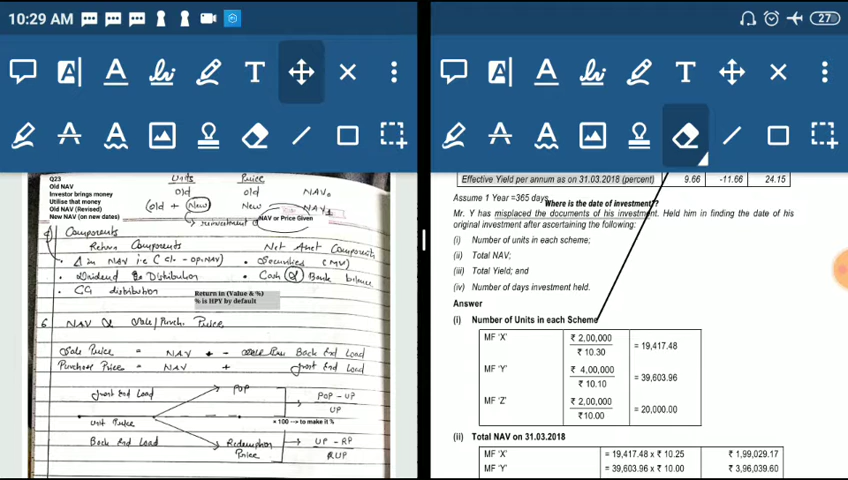 10:29 AM
27
Q23
Old NAV
Investor brings money
Utilise that money
Old NAV (Revised)
New NAV (on new dates)
Units Price
Old Old NAV₀
(Old + New) New NAV₁
reinvestment
NAV or Price Given
Components
Return Components Net Asset Components
• Δ in NAV i.e (Cl. - Op. NAV) • Securities (MV)
• Dividend Distribution • Cash & Bank balance
• CG distribution
Return in (Value & %)
% is HPY by default
6 NAV & Sale/Purch. Price
Sale Price = NAV - Back End Load
Purchase Price = NAV + Front End Load
Front End Load POP POP - UP
UP
Unit Price × 100 to make it %
Back End Load Redemption Price UP - RP
UP
Effective Yield per annum as on 31.03.2018 (percent) 9.66 -11.66 24.15
Assume 1 Year =365 days
Where is the date of investment ?
Mr. Y has misplaced the documents of his investment. Held him in finding the date of his
original investment after ascertaining the following:
(i) Number of units in each scheme;
(ii) Total NAV;
(iii) Total Yield; and
(iv) Number of days investment held.
Answer
(i) Number of Units in each Scheme
MF 'X' ₹ 2,00,000
₹ 10.30 = 19,417.48
MF 'Y' ₹ 4,00,000
₹ 10.10 = 39,603.96
MF 'Z' ₹ 2,00,000
₹10.00 = 20,000.00
(ii) Total NAV on 31.03.2018
MF 'X' = 19,417.48 x ₹ 10.25 ₹ 1,99,029.17
MF 'Y' = 39,603.96 x ₹ 10.00 ₹ 3,96,039.60